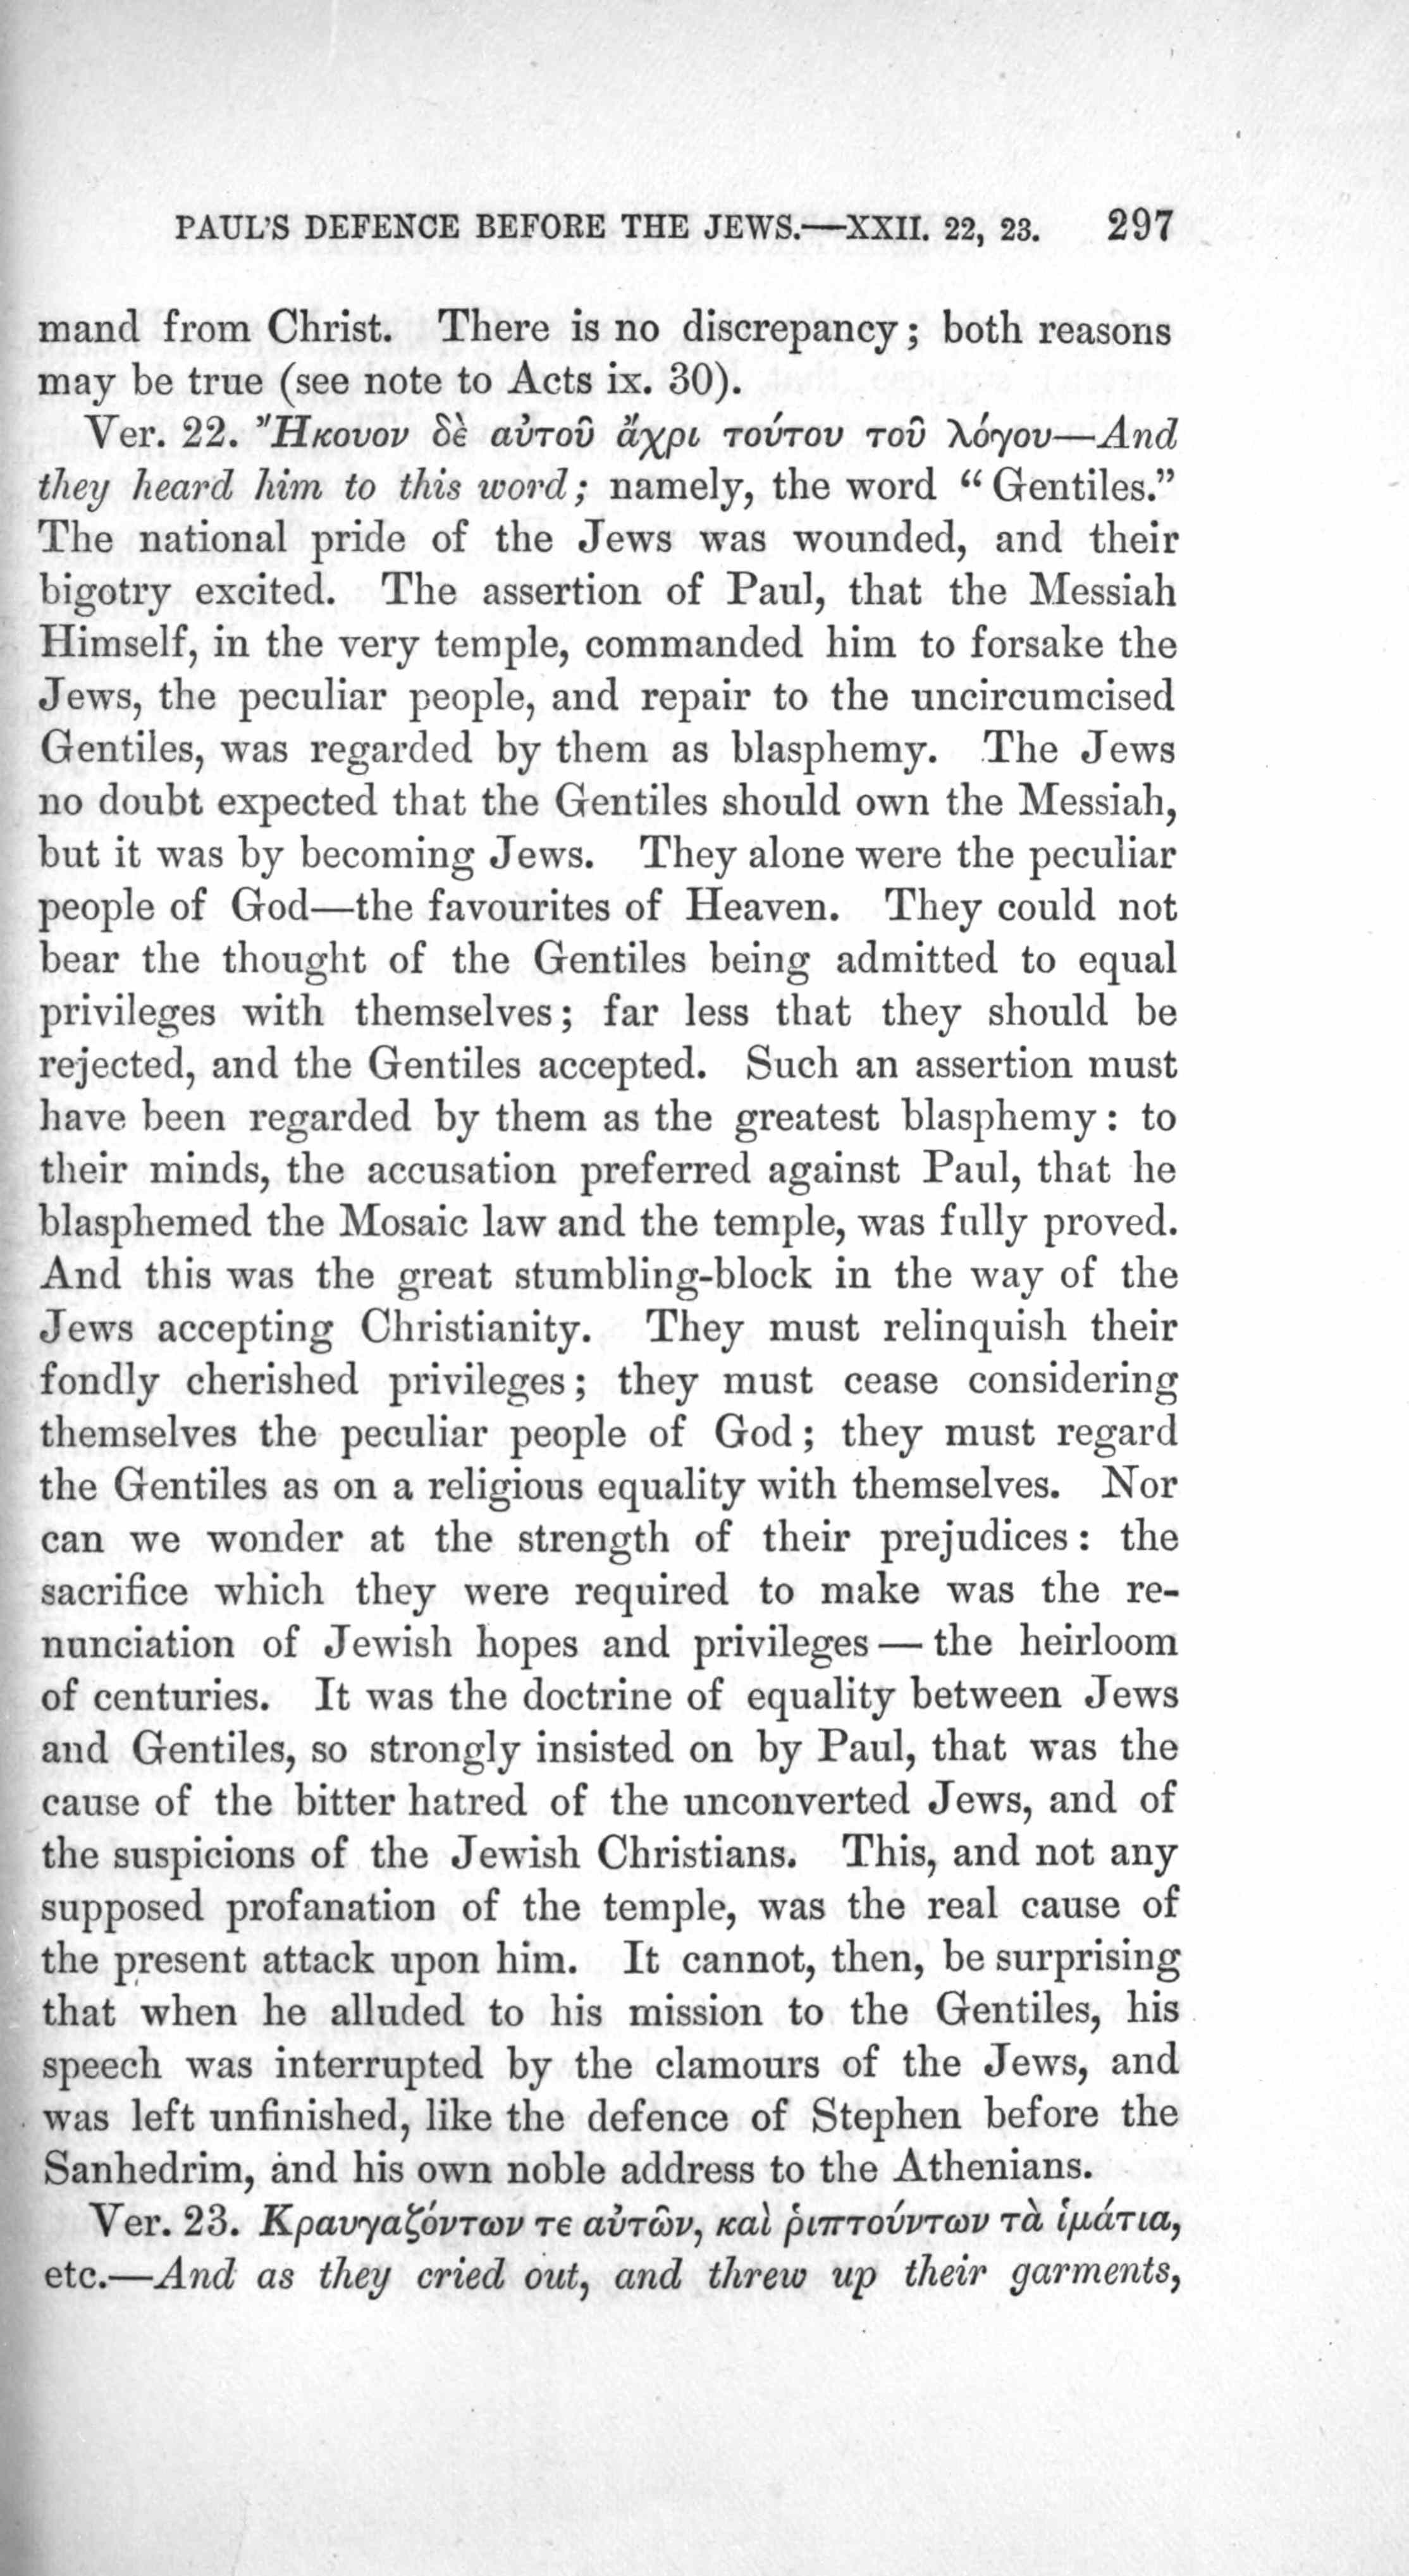 PAUL'S DEFENCE BEFORE THE JEWS.—XXII. 22, 23. 297
mand from Christ. There is no discrepancy; both reasons
may be true (see note to Acts ix. 30).
Ver. 22. Ἤκουον δὲ αὐτοῦ ἄχρι τούτου τοῦ λόγου—And
they heard him to this word; namely, the word “Gentiles.”
The national pride of the Jews was wounded, and their
bigotry excited. The assertion of Paul, that the Messiah
Himself, in the very temple, commanded him to forsake the
Jews, the peculiar people, and repair to the uncircumcised
Gentiles, was regarded by them as blasphemy. The Jews
no doubt expected that the Gentiles should own the Messiah,
but it was by becoming Jews. They alone were the peculiar
people of God—the favourites of Heaven. They could not
bear the thought of the Gentiles being admitted to equal
privileges with themselves; far less that they should be
rejected, and the Gentiles accepted. Such an assertion must
have been regarded by them as the greatest blasphemy: to
their minds, the accusation preferred against Paul, that he
blasphemed the Mosaic law and the temple, was fully proved.
And this was the great stumbling-block in the way of the
Jews accepting Christianity. They must relinquish their
fondly cherished privileges; they must cease considering
themselves the peculiar people of God; they must regard
the Gentiles as on a religious equality with themselves. Nor
can we wonder at the strength of their prejudices: the
sacrifice which they were required to make was the re-
nunciation of Jewish hopes and privileges—the heirloom
of centuries. It was the doctrine of equality between Jews
and Gentiles, so strongly insisted on by Paul, that was the
cause of the bitter hatred of the unconverted Jews, and of
the suspicions of the Jewish Christians. This, and not any
supposed profanation of the temple, was the real cause of
the present attack upon him. It cannot, then, be surprising
that when he alluded to his mission to the Gentiles, his
speech was interrupted by the clamours of the Jews, and
was left unfinished, like the defence of Stephen before the
Sanhedrim, and his own noble address to the Athenians.
Ver. 23. Κραυγαζόντων τε αὐτῶν, καὶ ῥιπτούντων τὰ ἱμάτια,
etc.—And as they cried out, and threw up their garments,